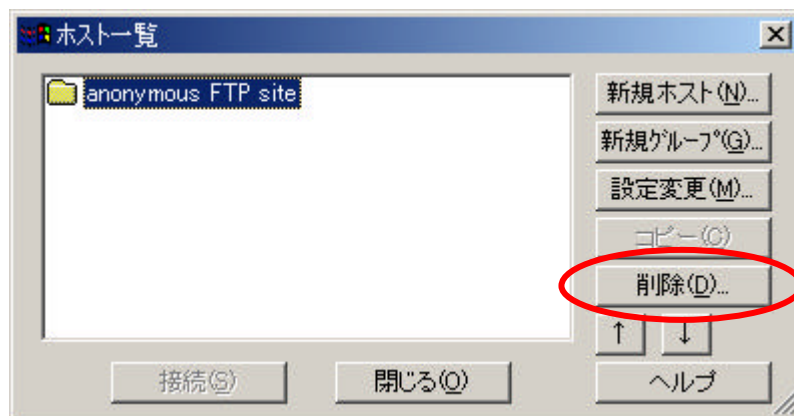 ホスト一覧
anonymous FTP site
新規ホスト(N)...
新規ｸﾞﾙｰﾌﾟ(G)...
設定変更(M)...
コピー(C)
削除(D)...
↑ ↓
接続(S)
閉じる(O)
ヘルプ